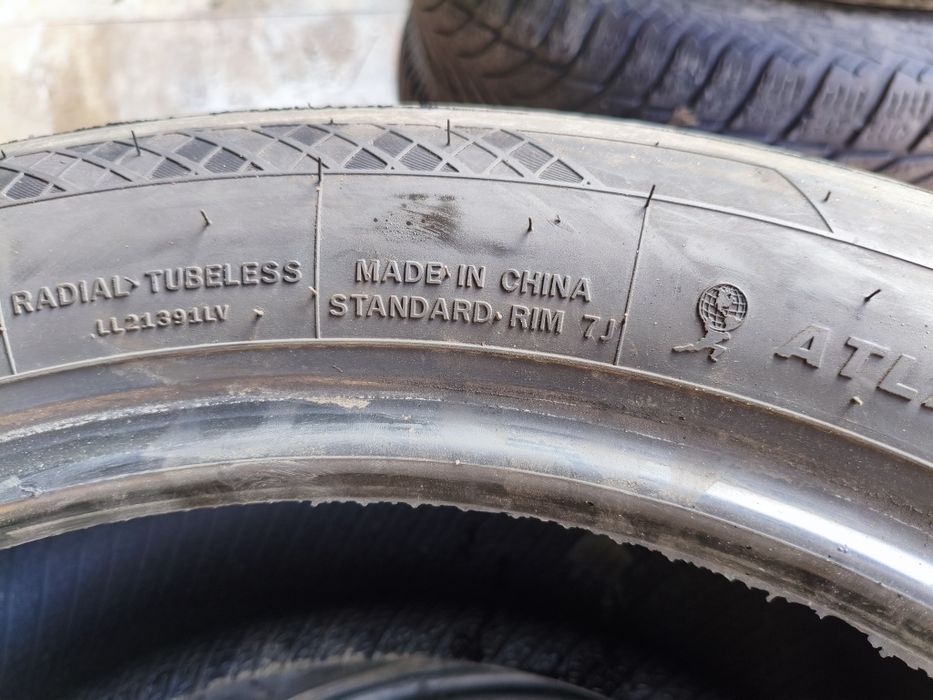 RADIAL TUBELESS
LL21391LV
MADE IN CHINA
STANDARD RIM 7J